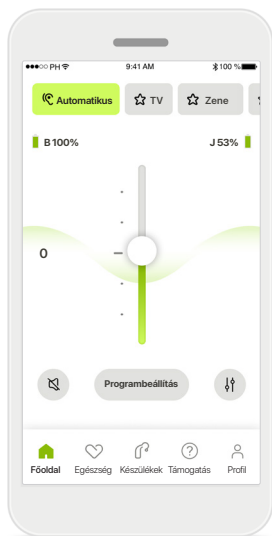 PH 9:41 AM 100 %
Automatikus TV Zene
B 100% J 53%
0
Programbeállítás
Főoldal Egészség Készülékek Támogatás Profil